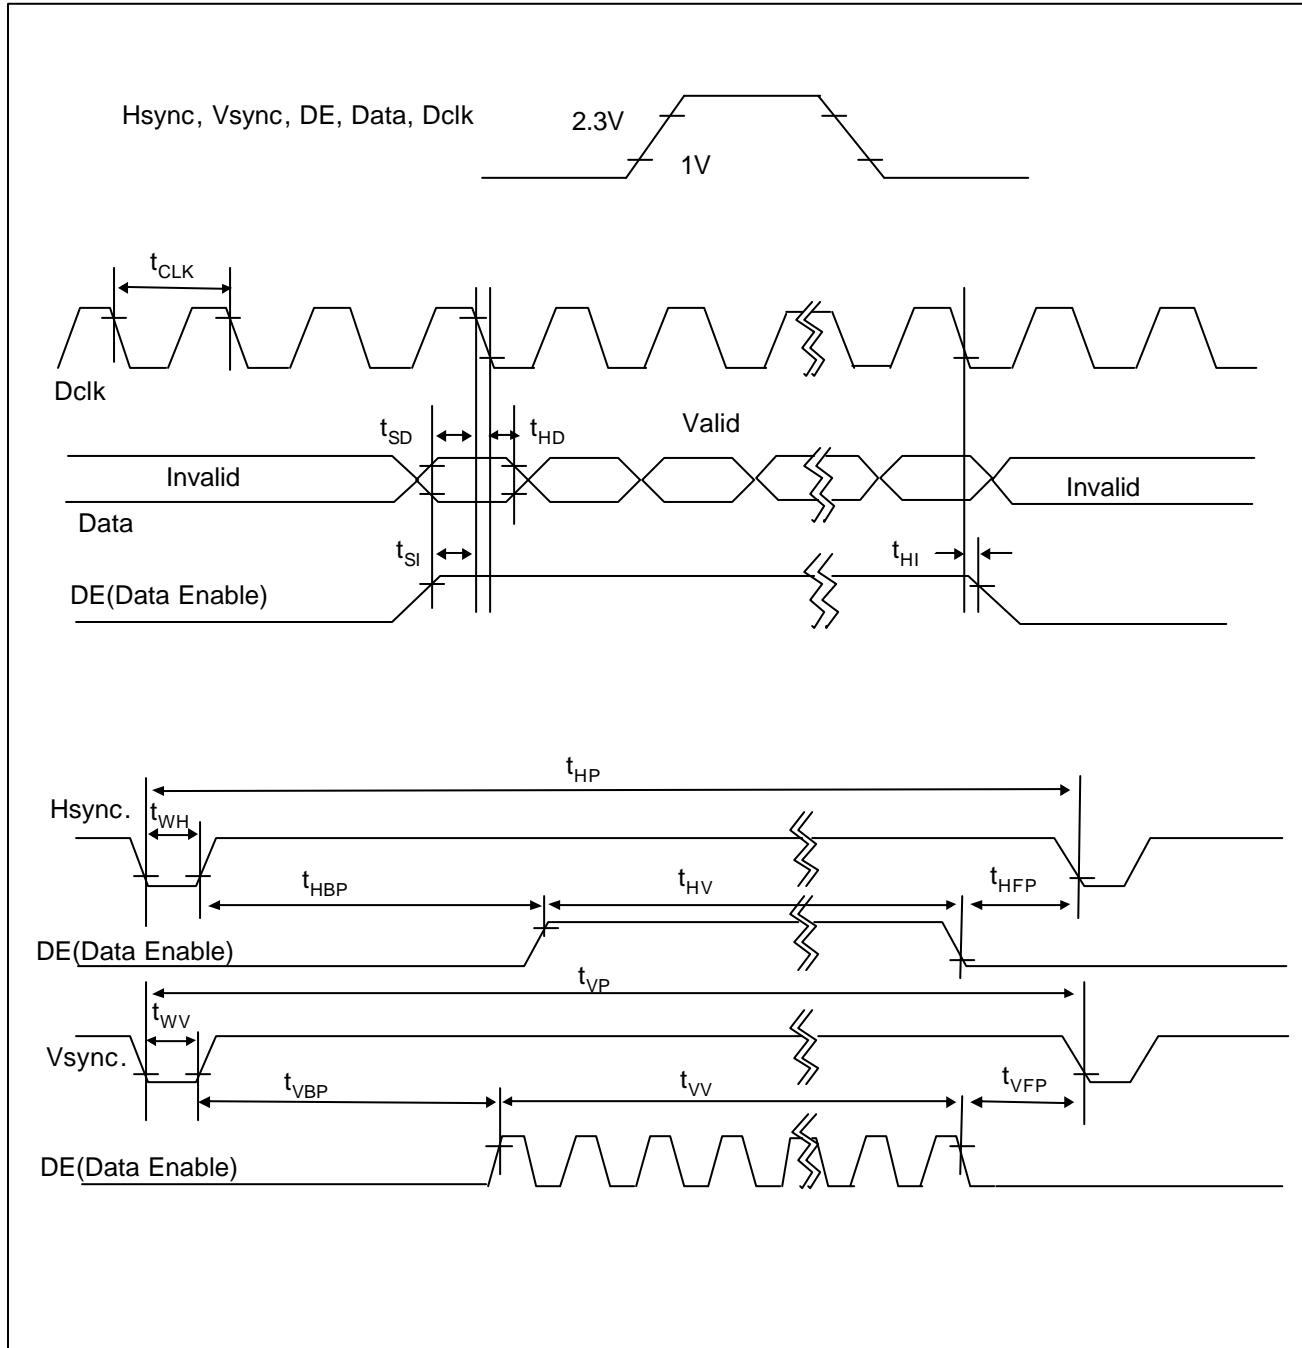 Hsync, Vsync, DE, Data, Dclk
2.3V
1V
tCLK
Dclk
tSD
tHD
Valid
Invalid
Invalid
Data
tSI
tHI
DE(Data Enable)
tHP
Hsync.
tWH
tHBP
tHV
tHFP
DE(Data Enable)
tVP
tWV
Vsync.
tVBP
tVV
tVFP
DE(Data Enable)